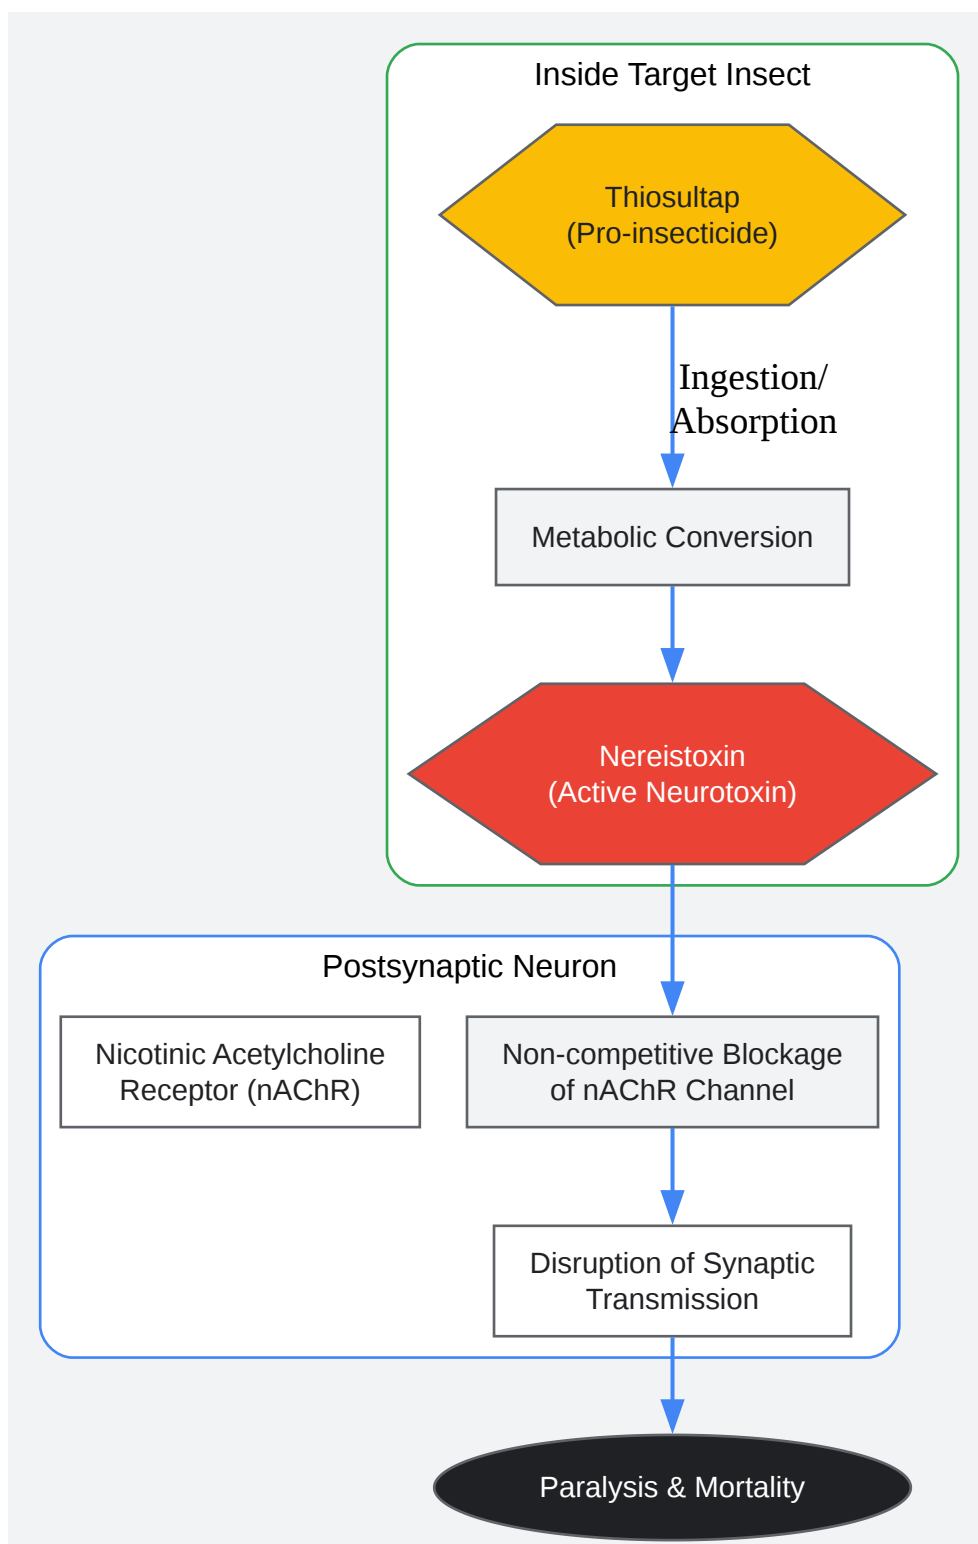 Inside Target Insect
Thiosultap
(Pro-insecticide)
Ingestion/
Absorption
Metabolic Conversion
Nereistoxin
(Active Neurotoxin)
Postsynaptic Neuron
Nicotinic Acetylcholine
Receptor (nAChR)
Non-competitive Blockage
of nAChR Channel
Disruption of Synaptic
Transmission
Paralysis & Mortality